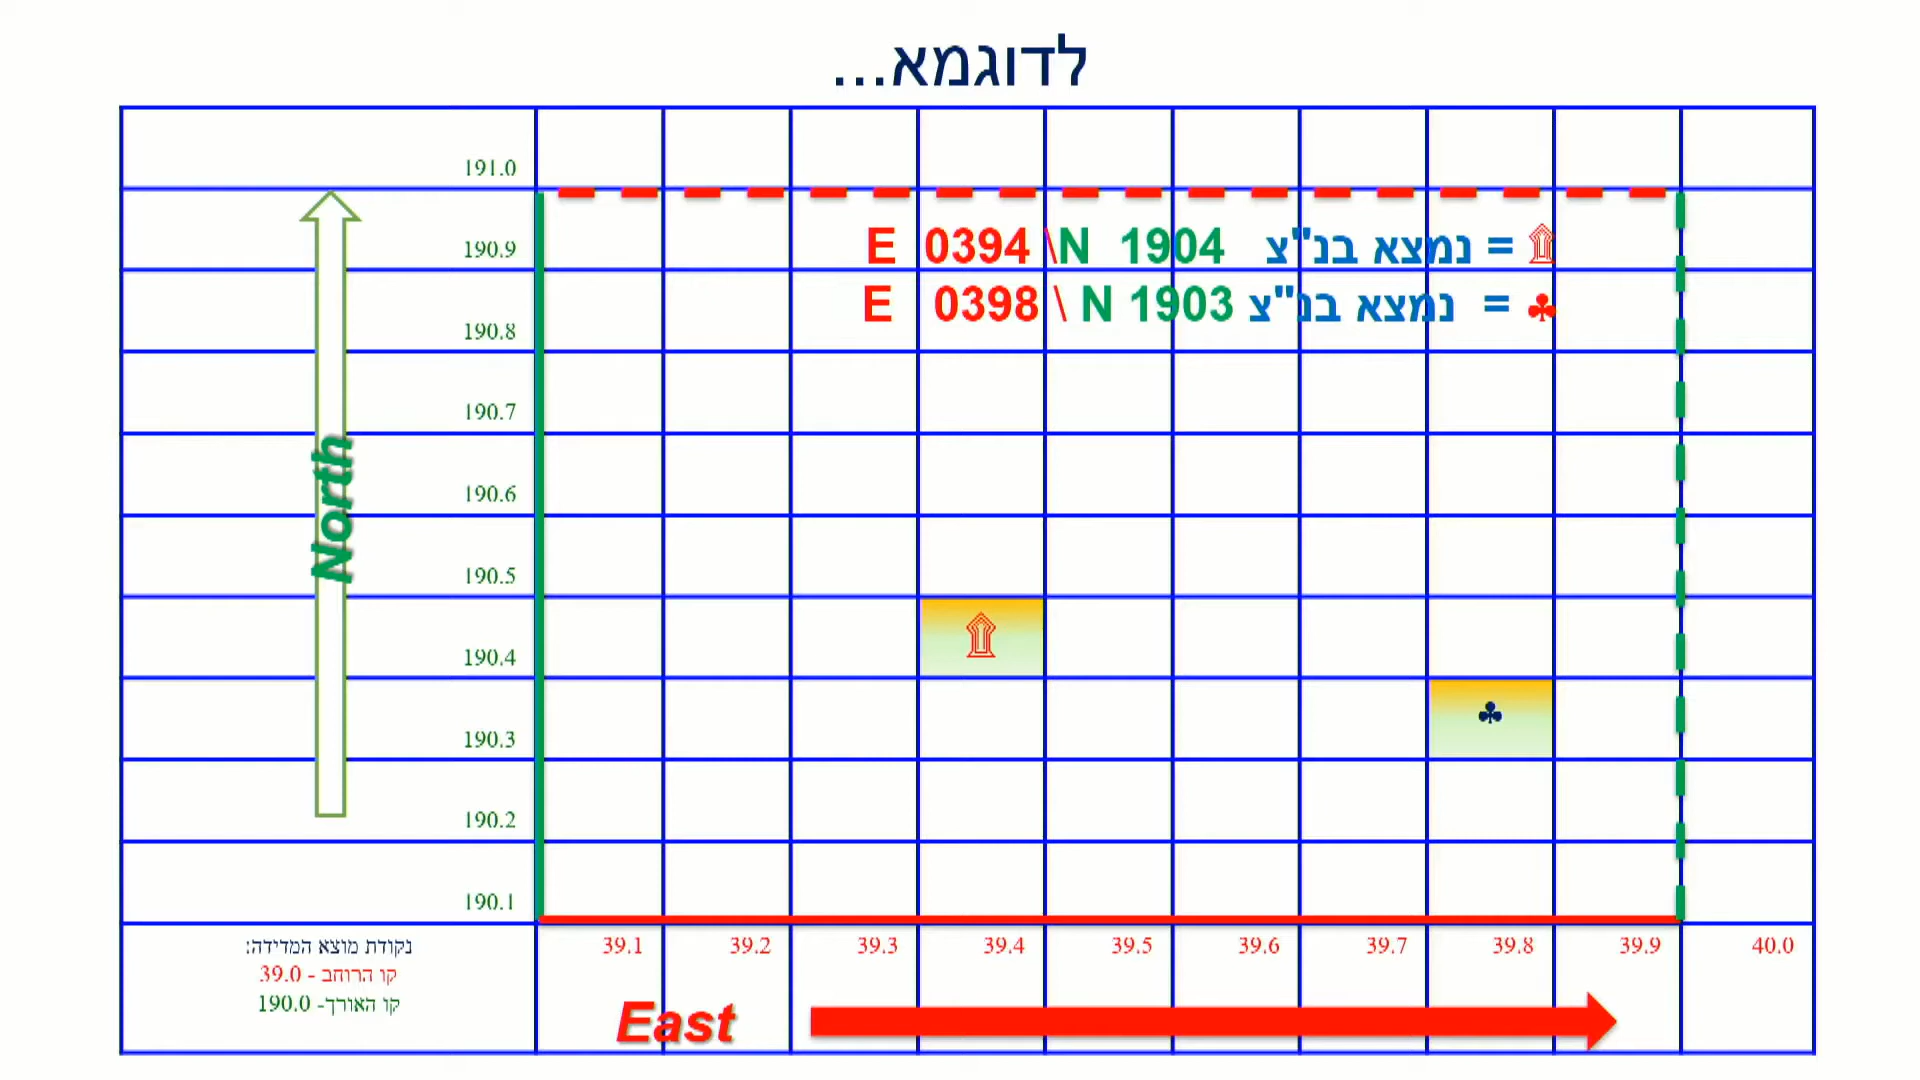 לדוגמא...
191.0
۩ = נמצא בנ"צ E 0394 \N 1904
190.9
♣ = נמצא בנ"צ E 0398 \ N 1903
190.8
190.7
North
190.6
190.5
۩
190.4
♣
190.3
190.2
190.1
39.1 39.2 39.3 39.4 39.5 39.6 39.7 39.8 39.9 40.0
נקודת מוצא המדידה:
קו הרוחב - 39.0
קו האורך- 190.0
East